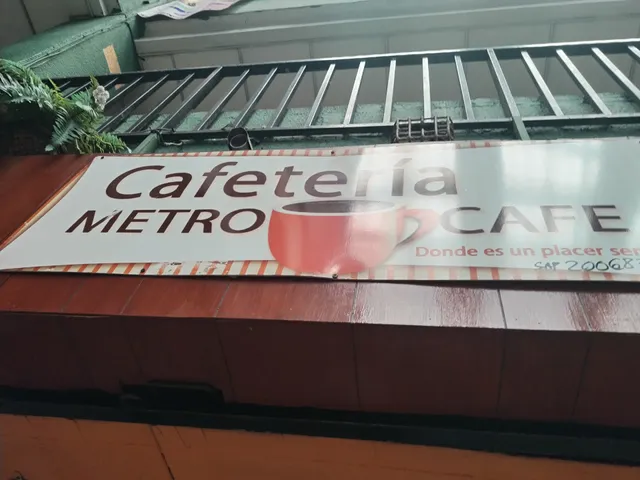 Cafetería
METRO CAFE
Donde es un placer